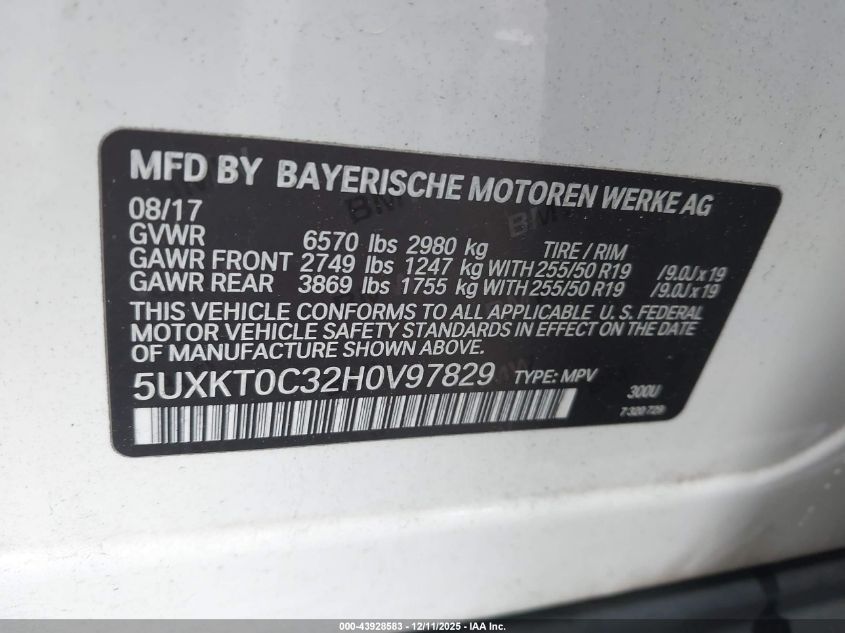 MFD BY BAYERISCHE MOTOREN WERKE AG
08/17
GVWR 6570 lbs 2980 kg TIRE / RIM
GAWR FRONT 2749 lbs 1247 kg WITH 255/50 R19 /9.0J x 19
GAWR REAR 3869 lbs 1755 kg WITH 255/50 R19 /9.0J x 19
THIS VEHICLE CONFORMS TO ALL APPLICABLE U. S. FEDERAL
MOTOR VEHICLE SAFETY STANDARDS IN EFFECT ON THE DATE
OF MANUFACTURE SHOWN ABOVE.
5UXKT0C32H0V97829 TYPE: MPV 300U
7 320 729
000-43928583 - 12/11/2025 - IAA Inc.